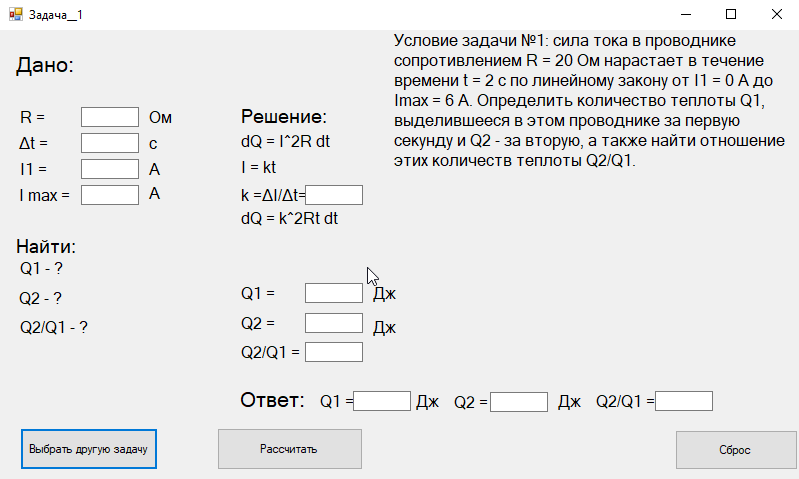 Задача__1
Условие задачи №1: сила тока в проводнике
сопротивлением R = 20 Ом нарастает в течение
времени t = 2 с по линейному закону от I1 = 0 А до
Imax = 6 А. Определить количество теплоты Q1,
выделившееся в этом проводнике за первую
секунду и Q2 - за вторую, а также найти отношение
этих количеств теплоты Q2/Q1.
Дано:
R = Ом
Δt = с
I1 = А
I max = А
Найти:
Q1 - ?
Q2 - ?
Q2/Q1 - ?
Решение:
dQ = I^2R dt
I = kt
k =ΔI/Δt=
dQ = k^2Rt dt
Q1 = Дж
Q2 = Дж
Q2/Q1 =
Ответ: Q1 = Дж Q2 = Дж Q2/Q1 =
Выбрать другую задачу Рассчитать Сброс